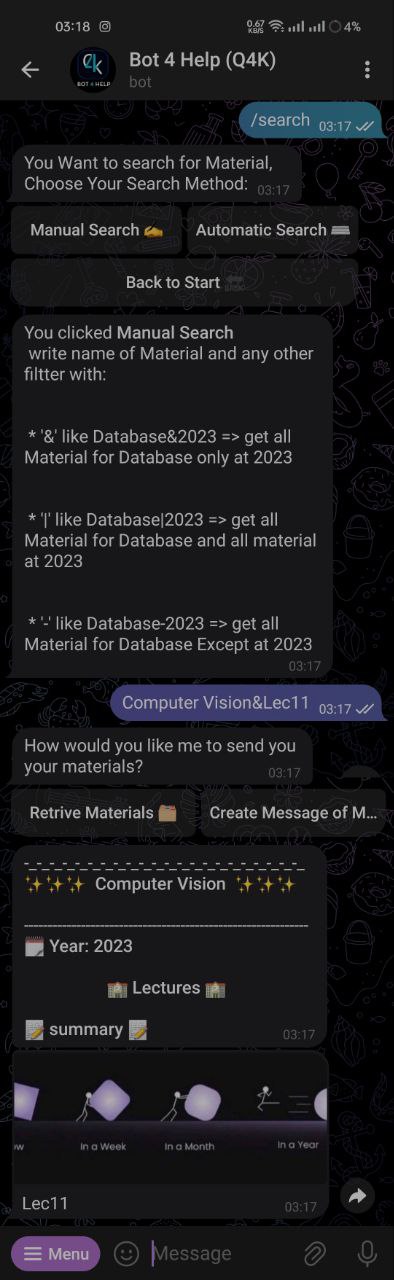 03:18 0.67 KB/S 4%
Bot 4 Help (Q4K)
Q4K
BOT 4 HELP
bot
/search 03:17
You Want to search for Material,
Choose Your Search Method: 03:17
Manual Search Automatic Search
Back to Start
You clicked Manual Search
write name of Material and any other
filtter with:
* '&' like Database&2023 => get all
Material for Database only at 2023
* '|' like Database|2023 => get all
Material for Database and all material
at 2023
* '-' like Database-2023 => get all
Material for Database Except at 2023
03:17
Computer Vision&Lec11 03:17
How would you like me to send you
your materials? 03:17
Retrive Materials Create Message of M...
-_-_-_-_-_-_-_-_-_-_-_-_-_-_-_-_-_-_-_
✨✨✨ Computer Vision ✨✨✨
--------------------------------------------------------
Year: 2023
Lectures
summary 03:17
In a Week In a Month In a Year
Lec11 03:17
Menu Message